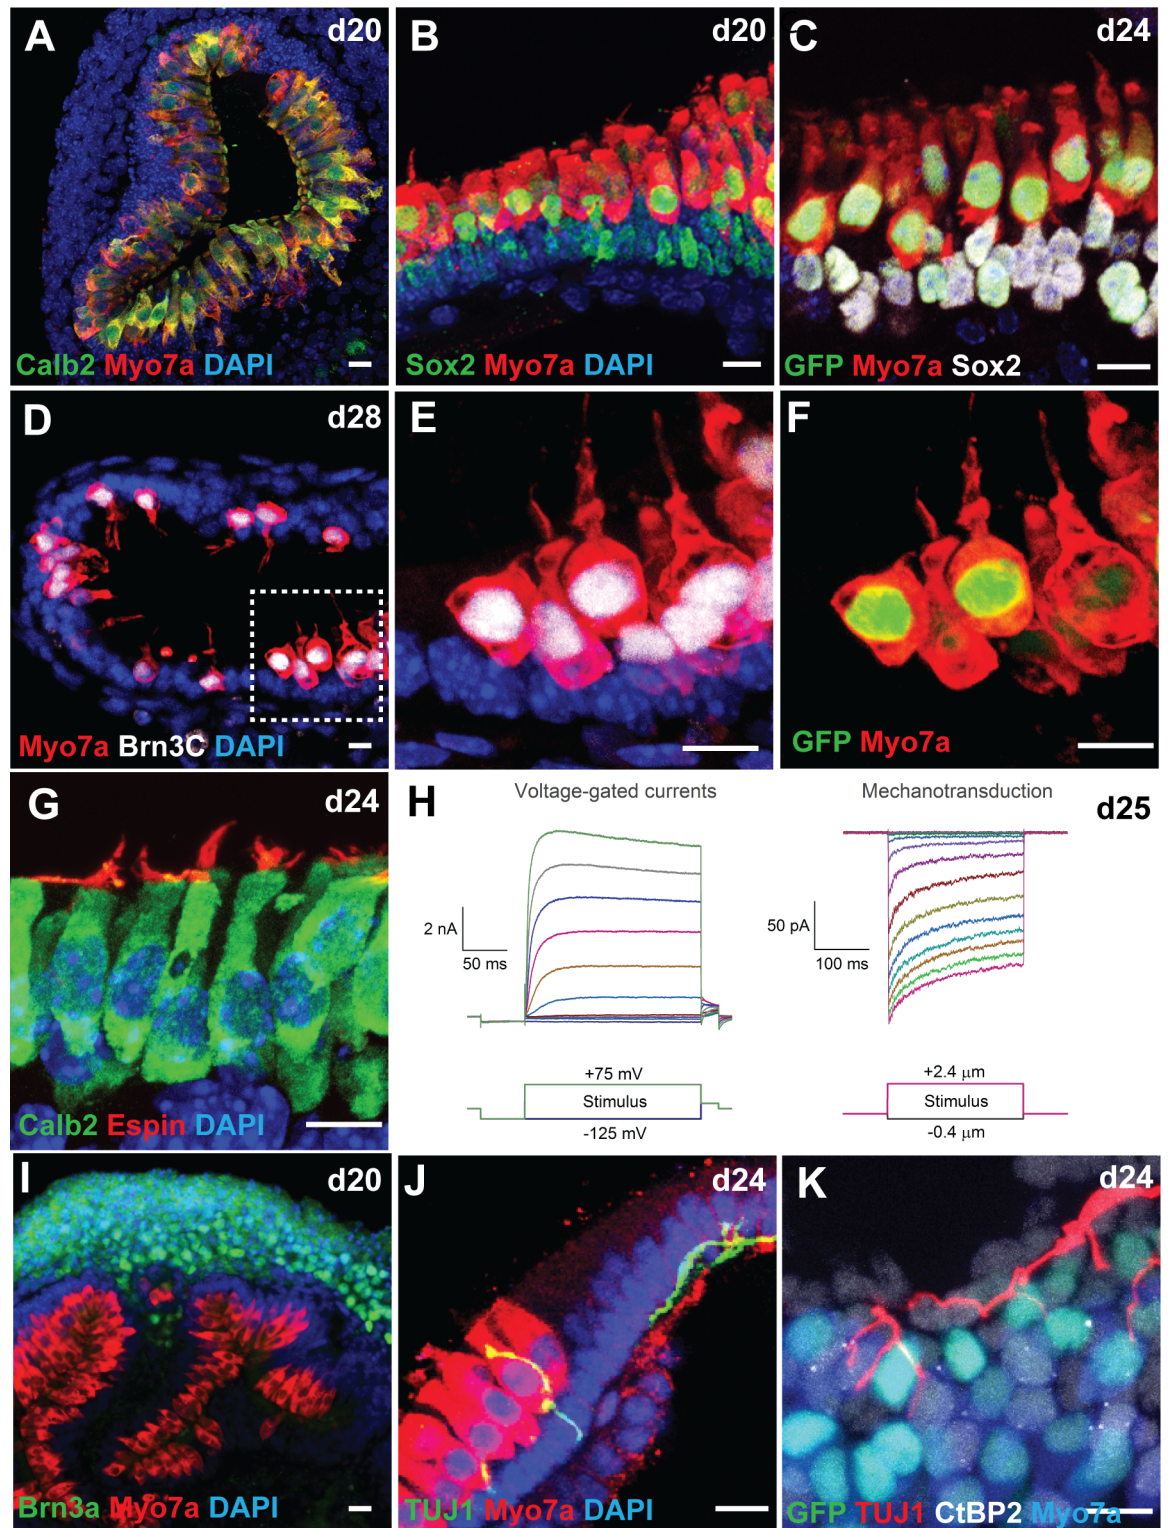 A d20
Calb2 Myo7a DAPI
B d20
Sox2 Myo7a DAPI
C d24
GFP Myo7a Sox2
D d28
Myo7a Brn3C DAPI
E
F
GFP Myo7a
G d24
Calb2 Espin DAPI
H d25
Voltage-gated currents
2 nA
50 ms
+75 mV
Stimulus
-125 mV
Mechanotransduction
50 pA
100 ms
+2.4 μm
Stimulus
-0.4 μm
I d20
Brn3a Myo7a DAPI
J d24
TUJ1 Myo7a DAPI
K d24
GFP TUJ1 CtBP2 Myo7a